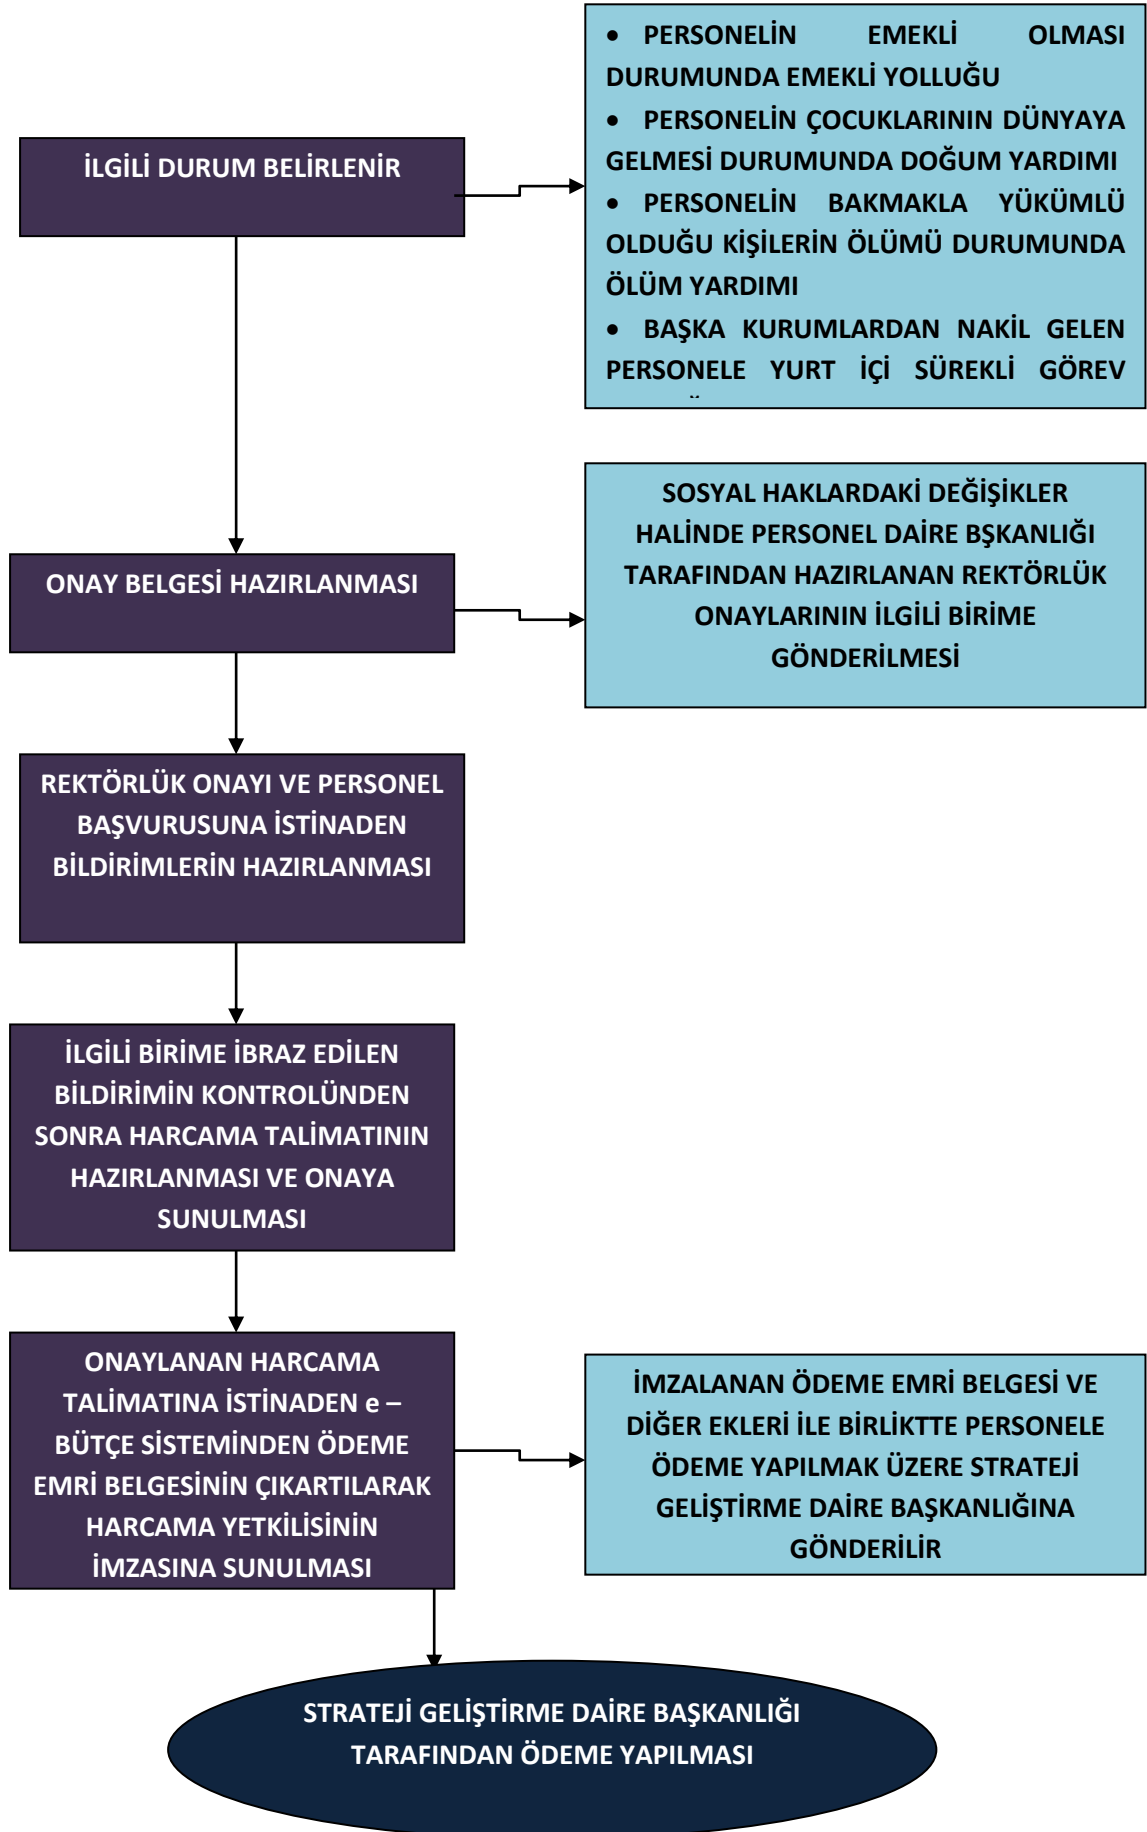 • PERSONELİN EMEKLİ OLMASI
DURUMUNDA EMEKLİ YOLLUĞU
• PERSONELİN ÇOCUKLARININ DÜNYAYA
GELMESİ DURUMUNDA DOĞUM YARDIMI
• PERSONELİN BAKMAKLA YÜKÜMLÜ
OLDUĞU KİŞİLERİN ÖLÜMÜ DURUMUNDA
ÖLÜM YARDIMI
• BAŞKA KURUMLARDAN NAKİL GELEN
PERSONELE YURT İÇİ SÜREKLİ GÖREV
İLGİLİ DURUM BELİRLENİR
SOSYAL HAKLARDAKİ DEĞİŞİKLER
HALİNDE PERSONEL DAİRE BŞKANLIĞI
TARAFINDAN HAZIRLANAN REKTÖRLÜK
ONAYLARININ İLGİLİ BİRİME
GÖNDERİLMESİ
ONAY BELGESİ HAZIRLANMASI
REKTÖRLÜK ONAYI VE PERSONEL
BAŞVURUSUNA İSTİNADEN
BİLDİRİMLERİN HAZIRLANMASI
İLGİLİ BİRİME İBRAZ EDİLEN
BİLDİRİMİN KONTROLÜNDEN
SONRA HARCAMA TALİMATININ
HAZIRLANMASI VE ONAYA
SUNULMASI
ONAYLANAN HARCAMA
TALİMATINA İSTİNADEN e –
BÜTÇE SİSTEMİNDEN ÖDEME
EMRİ BELGESİNİN ÇIKARTILARAK
HARCAMA YETKİLİSİNİN
İMZASINA SUNULMASI
İMZALANAN ÖDEME EMRİ BELGESİ VE
DİĞER EKLERİ İLE BİRLİKTTE PERSONELE
ÖDEME YAPILMAK ÜZERE STRATEJİ
GELİŞTİRME DAİRE BAŞKANLIĞINA
GÖNDERİLİR
STRATEJİ GELİŞTİRME DAİRE BAŞKANLIĞI
TARAFINDAN ÖDEME YAPILMASI